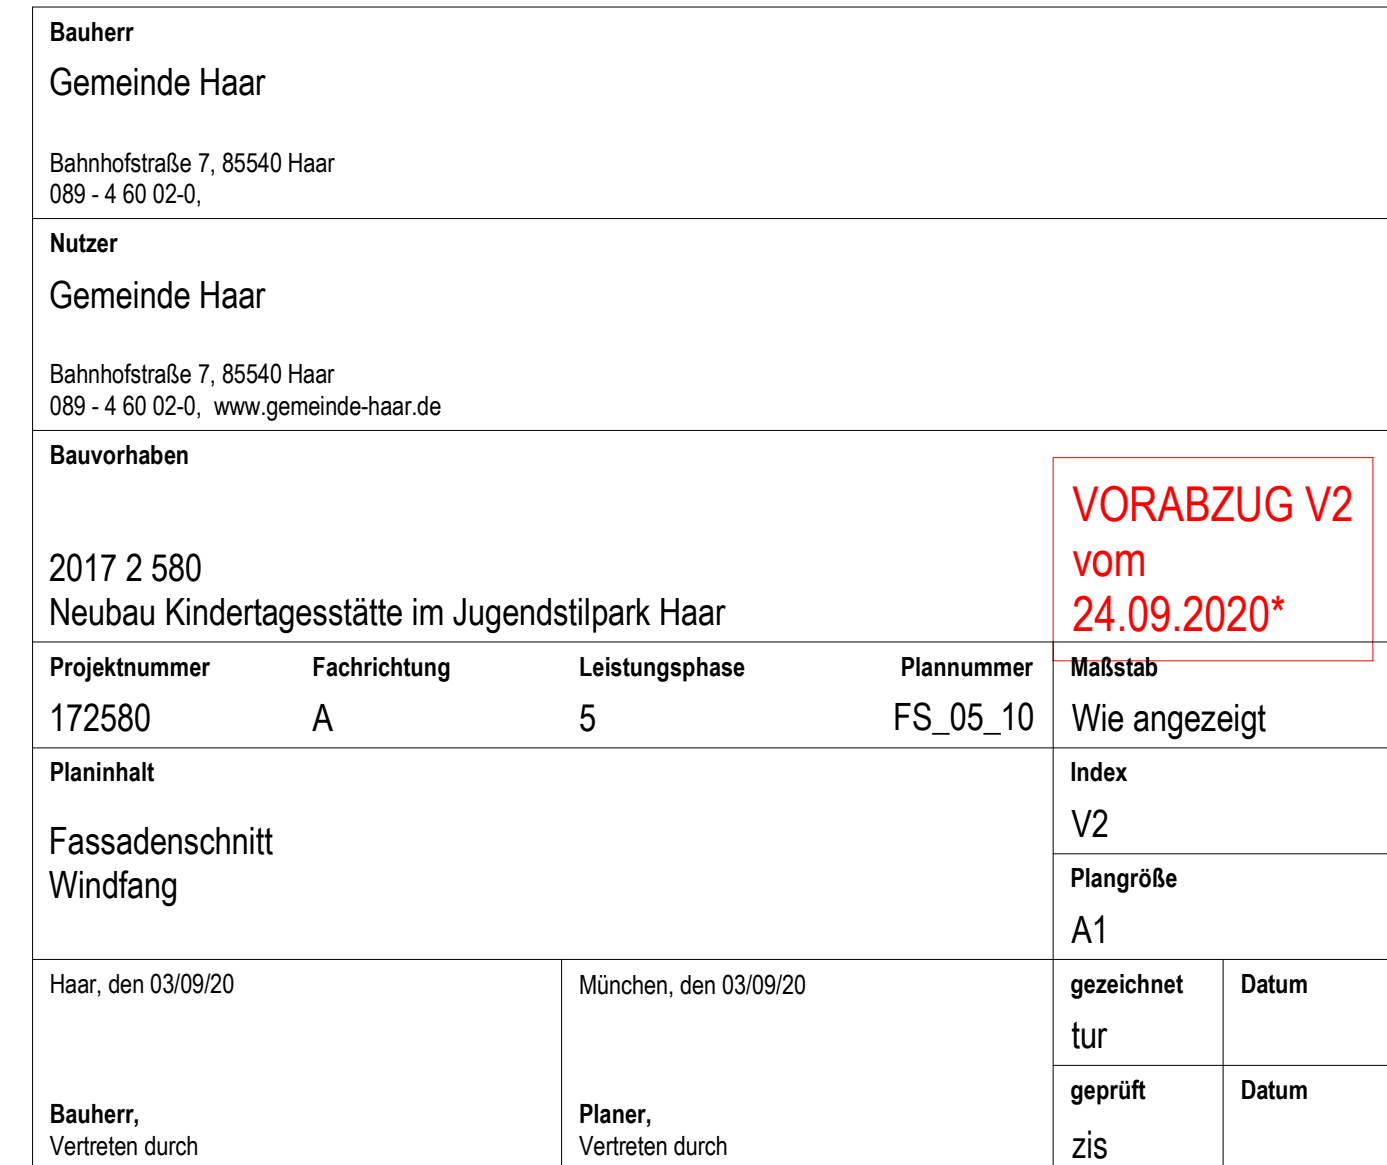 Bauherr
Gemeinde Haar
Bahnhofstraße 7, 85540 Haar
089 - 4 60 02-0,
Nutzer
Gemeinde Haar
Bahnhofstraße 7, 85540 Haar
089 - 4 60 02-0, www.gemeinde-haar.de
Bauvorhaben
2017 2 580
Neubau Kindertagesstätte im Jugendstilpark Haar
VORABZUG V2
vom
24.09.2020*
Projektnummer Fachrichtung Leistungsphase Plannummer Maßstab
172580 A 5 FS_05_10 Wie angezeigt
Planinhalt
Fassadenschnitt
Windfang
Index
V2
Plangröße
A1
Haar, den 03/09/20
Bauherr,
Vertreten durch
München, den 03/09/20
Planer,
Vertreten durch
gezeichnet Datum
tur
geprüft Datum
zis